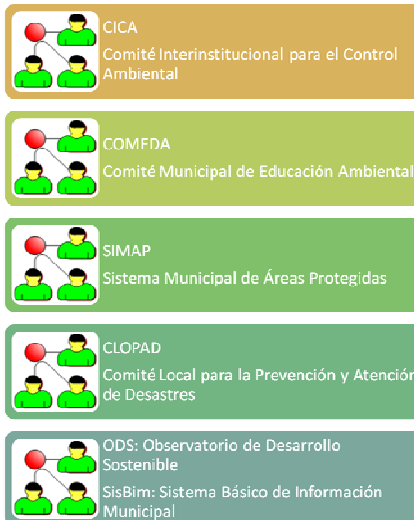 CICA
Comité Interinstitucional para el Control
Ambiental
COMEDA
Comité Municipal de Educación Ambiental
SIMAP
Sistema Municipal de Áreas Protegidas
CLOPAD
Comité Local para la Prevención y Atención
de Desastres
ODS: Observatorio de Desarrollo
Sostenible
SisBim: Sistema Básico de Información
Municipal